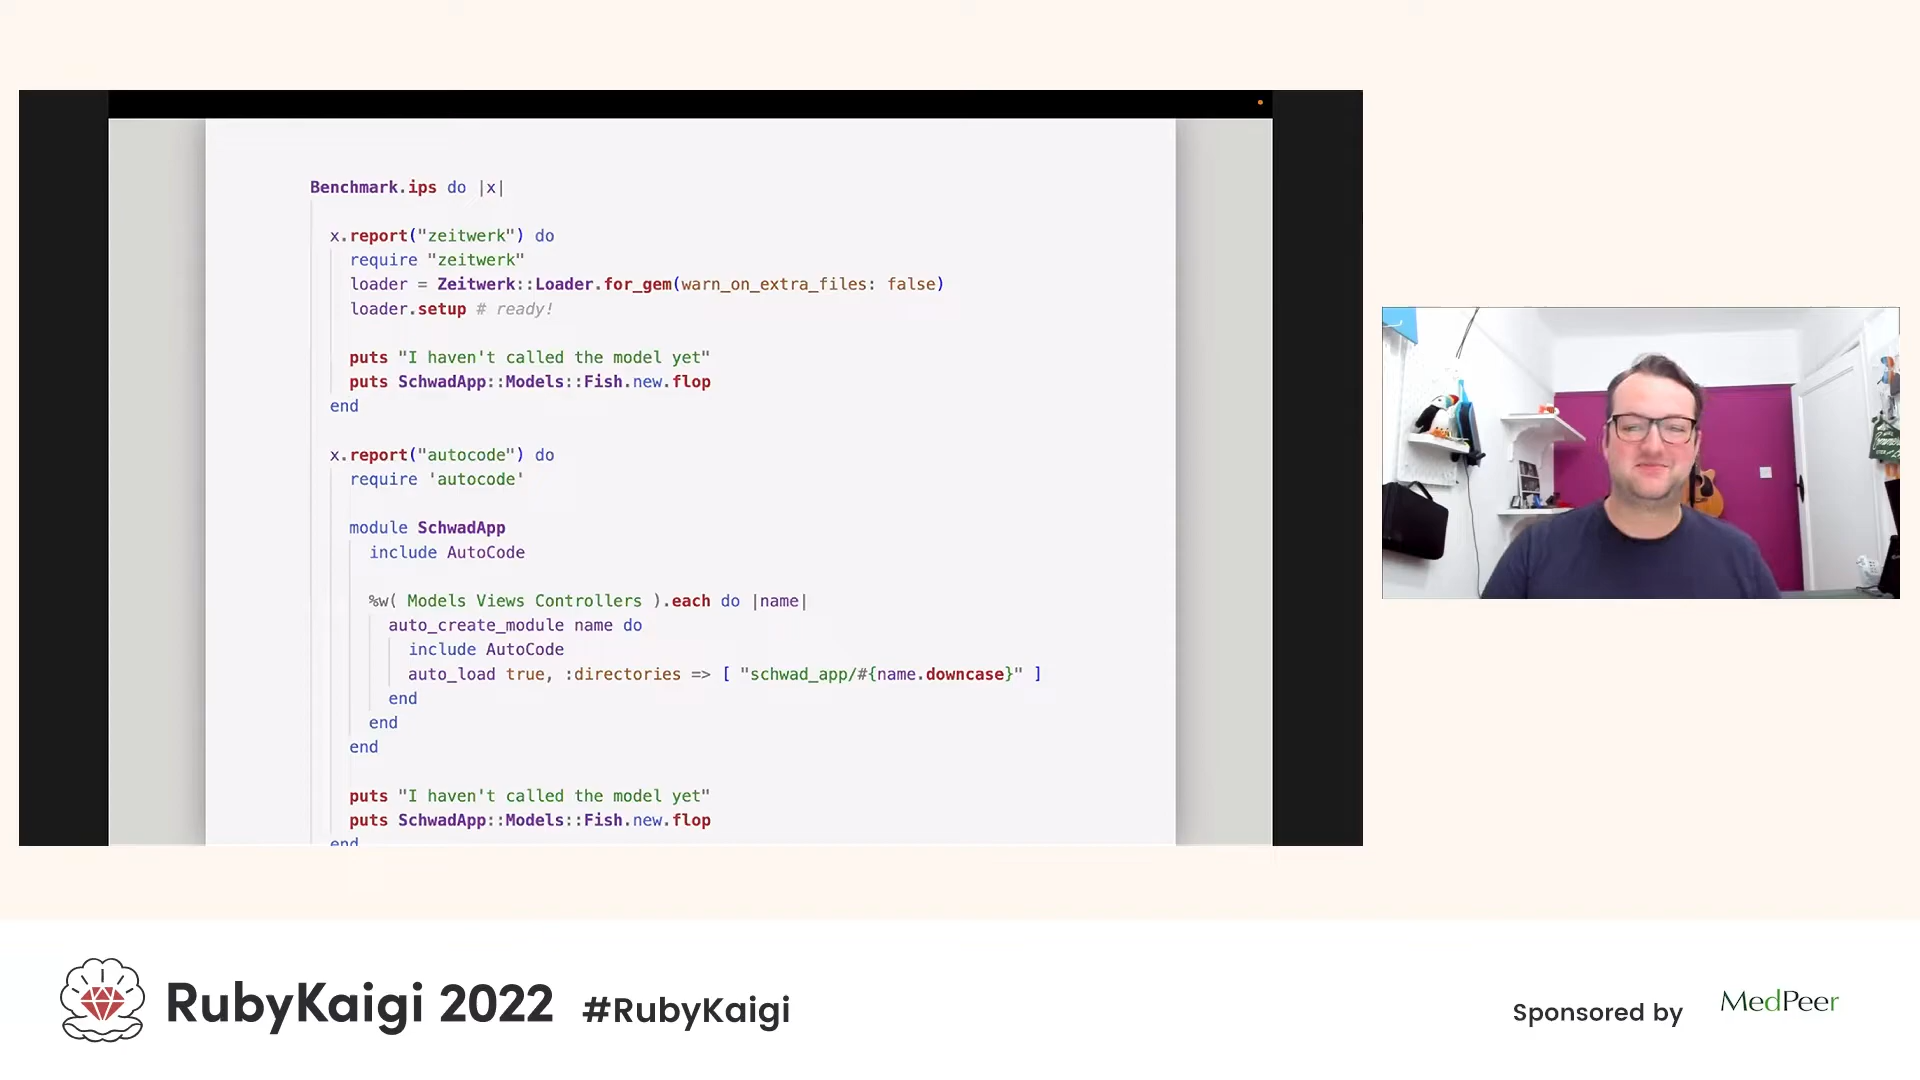 Benchmark.ips do |x|
x.report("zeitwerk") do
require "zeitwerk"
loader = Zeitwerk::Loader.for_gem(warn_on_extra_files: false)
loader.setup # ready!
puts "I haven't called the model yet"
puts SchwadApp::Models::Fish.new.flop
end
x.report("autocode") do
require 'autocode'
module SchwadApp
include AutoCode
%w( Models Views Controllers ).each do |name|
auto_create_module name do
include AutoCode
auto_load true, :directories => [ "schwad_app/#{name.downcase}" ]
end
end
end
puts "I haven't called the model yet"
puts SchwadApp::Models::Fish.new.flop
end
RubyKaigi 2022 #RubyKaigi
Sponsored by MedPeer